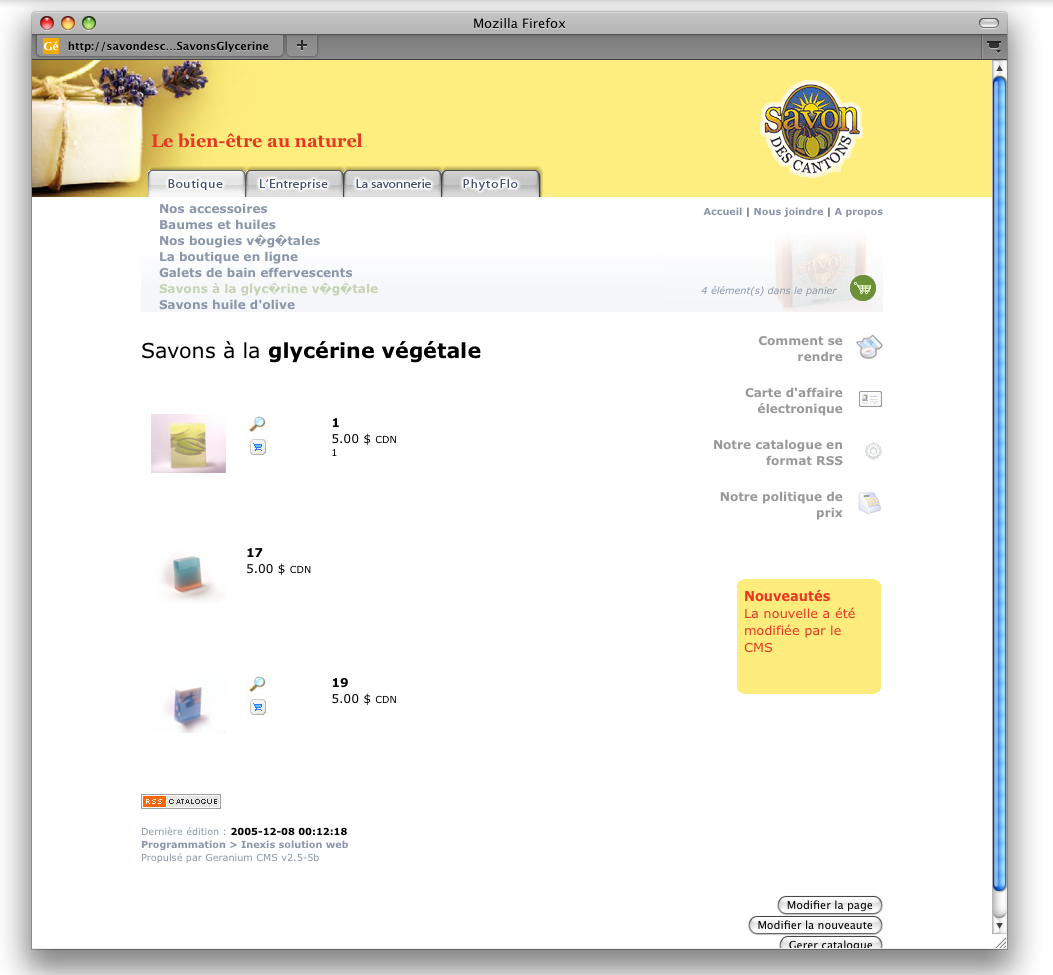 Mozilla Firefox
Gé http://savondesc...SavonsGlycerine +
Le bien-être au naturel
savon
DES CANTONS
Boutique L'Entreprise La savonnerie PhytoFlo
Nos accessoires
Baumes et huiles
Nos bougies v�g�tales
La boutique en ligne
Galets de bain effervescents
Savons à la glyc�rine v�g�tale
Savons huile d'olive
Accueil | Nous joindre | A propos
4 élément(s) dans le panier
Savons à la glycérine végétale
1
5.00 $ CDN
1
17
5.00 $ CDN
19
5.00 $ CDN
Comment se
rendre
Carte d'affaire
électronique
Notre catalogue en
format RSS
Notre politique de
prix
Nouveautés
La nouvelle a été
modifiée par le
CMS
RSS CATALOGUE
Dernière édition : 2005-12-08 00:12:18
Programmation > Inexis solution web
Propulsé par Geranium CMS v2.5-5b
Modifier la page
Modifier la nouveaute
Gerer catalogue